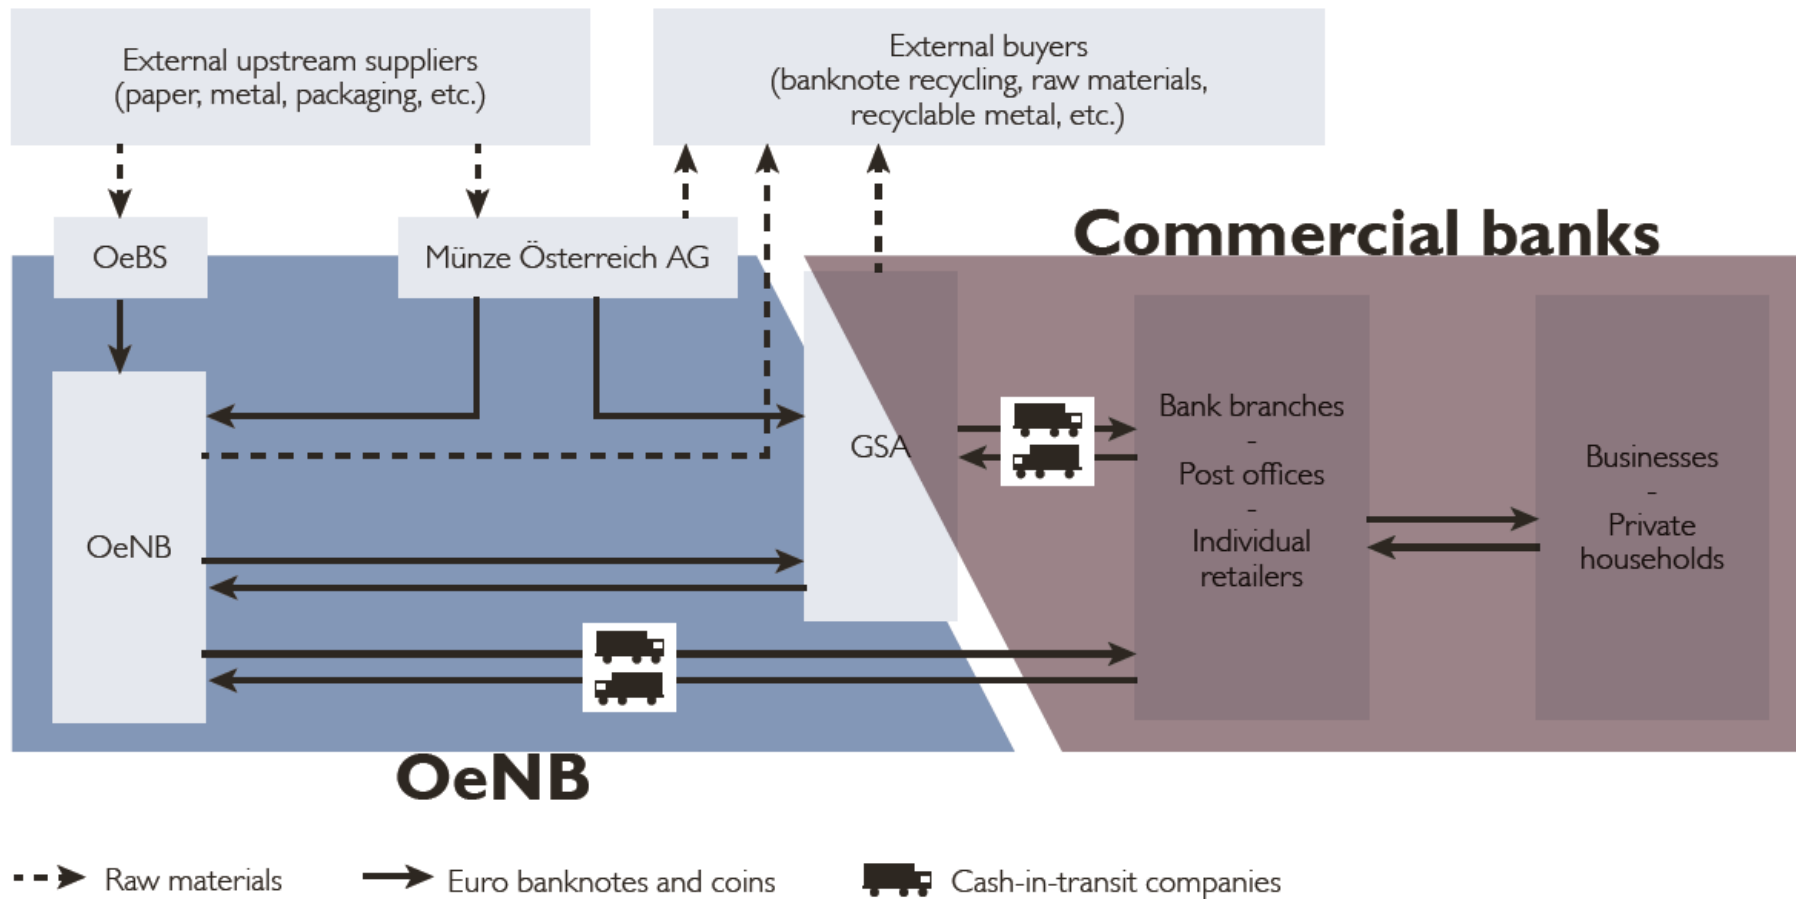 External upstream suppliers
(paper, metal, packaging, etc.)
External buyers
(banknote recycling, raw materials,
recyclable metal, etc.)
Commercial banks
OeBS
Münze Österreich AG
GSA
Bank branches
-
Post offices
-
Individual
retailers
Businesses
-
Private
households
OeNB
OeNB
Raw materials
Euro banknotes and coins
Cash-in-transit companies